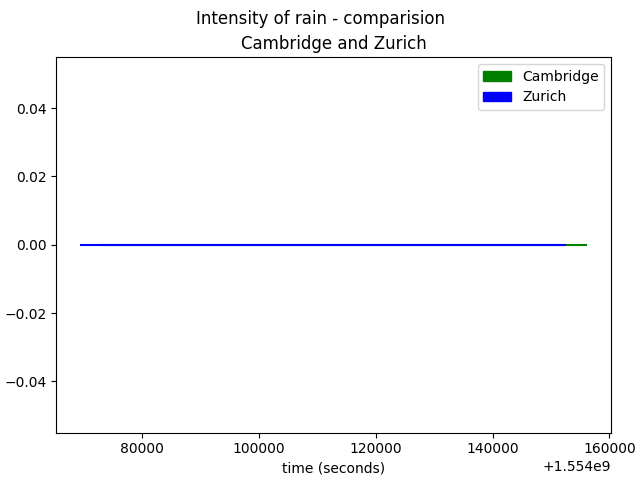 Intensity of rain - comparision
Cambridge and Zurich
Cambridge
Zurich
0.04
0.02
0.00
−0.02
−0.04
80000
100000
120000
140000
160000
time (seconds)
+1.554e9